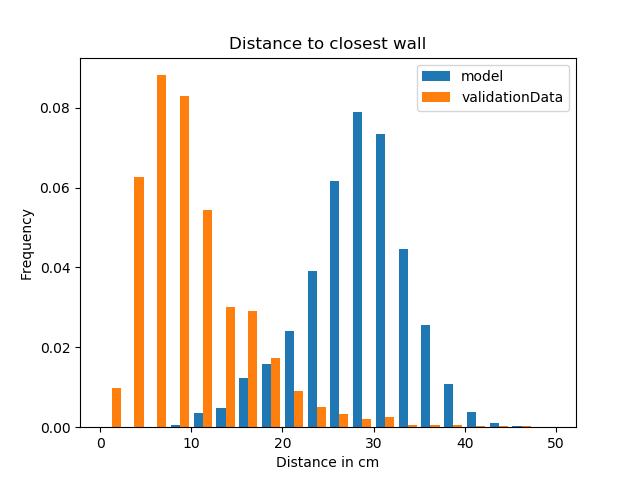 Distance to closest wall
model
validationData
Frequency
0.08
0.06
0.04
0.02
0.00
0 10 20 30 40 50
Distance in cm